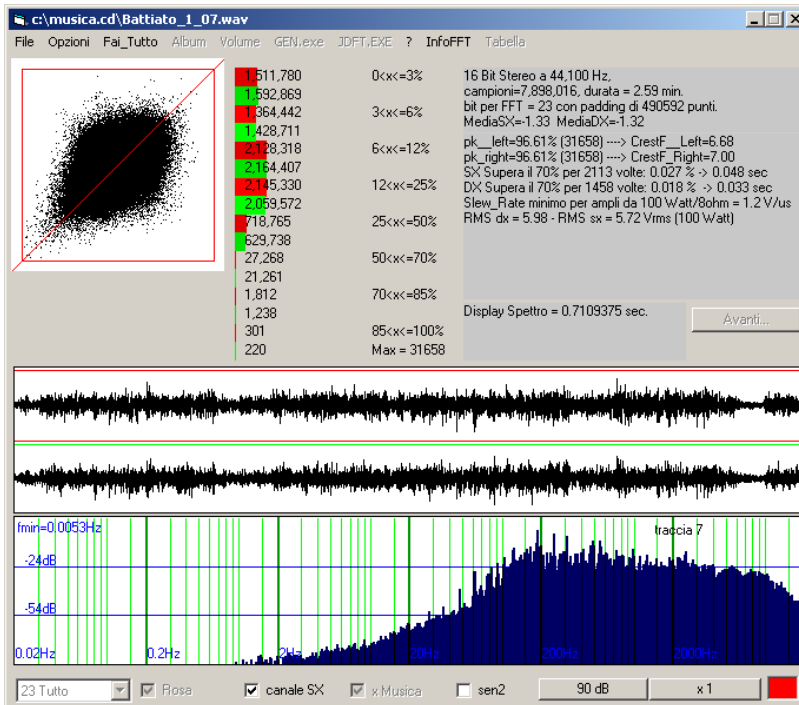 c:\musica.cd\Battiato_1_07.wav
File Opzioni Fai_Tutto Album Volume GEN.exe JDFT.EXE ? InfoFFT Tabella
1,511,780 0<x<=3%
1,592,869
1,364,442 3<x<=6%
1,428,711
2,128,318 6<x<=12%
2,164,407
2,145,330 12<x<=25%
2,059,572
718,765 25<x<=50%
629,738
27,268 50<x<=70%
21,261
1,812 70<x<=85%
1,238
301 85<x<=100%
220 Max = 31658
16 Bit Stereo a 44,100 Hz,
campioni=7,898,016, durata = 2.59 min.
bit per FFT = 23 con padding di 490592 punti.
MediaSX=-1.33 MediaDX=-1.32
pk__left=96.61% (31658) ----> CrestF__Left=6.68
pk_right=96.61% (31658) ----> CrestF_Right=7.00
SX Supera il 70% per 2113 volte: 0.027 % -> 0.048 sec
DX Supera il 70% per 1458 volte: 0.018 % -> 0.033 sec
Slew_Rate minimo per ampli da 100 Watt/8ohm = 1.2 V/us
RMS dx = 5.98 - RMS sx = 5.72 Vrms (100 Watt)
Display Spettro = 0.7109375 sec.
Avanti...
fmin=0.0053Hz traccia 7
-24dB
-54dB
0.02Hz 0.2Hz 2Hz 20Hz 200Hz 2000Hz
23 Tutto Rosa canale SX x Musica sen2 90 dB x 1